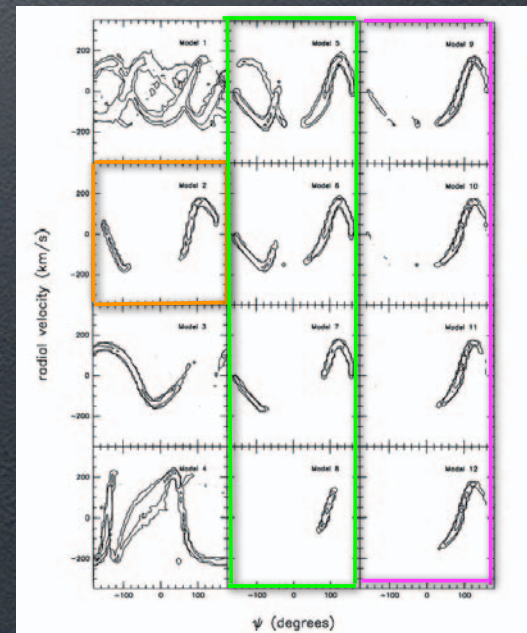 Model 1
Model 5
Model 9
200
0
-200
Model 2
Model 6
Model 10
200
0
-200
Model 3
Model 7
Model 11
200
0
-200
Model 4
Model 8
Model 12
200
0
-200
-100 0 100
-100 0 100
-100 0 100
radial velocity (km/s)
ψ (degrees)